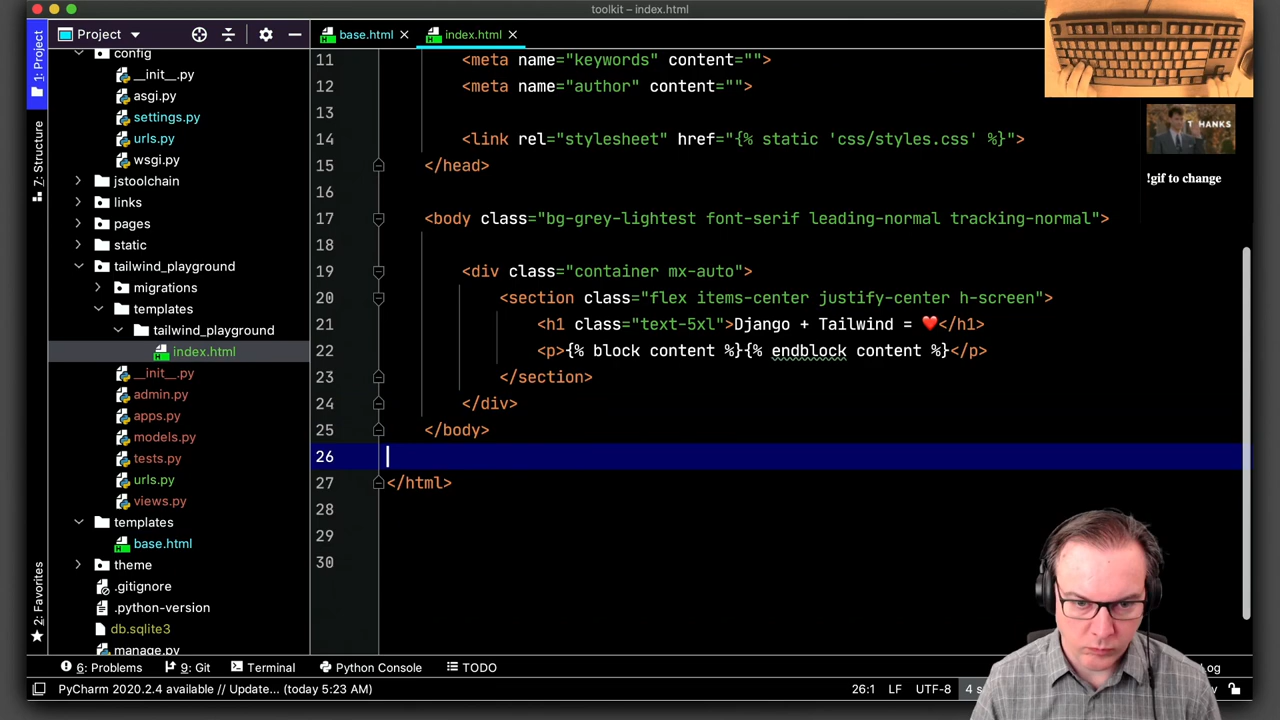 toolkit – index.html
Project
base.html
index.html
T HANKS
!gif to change
1: Project
7: Structure
2: Favorites
config
__init__.py
asgi.py
settings.py
urls.py
wsgi.py
jstoolchain
links
pages
static
tailwind_playground
migrations
templates
tailwind_playground
index.html
__init__.py
admin.py
apps.py
models.py
tests.py
urls.py
views.py
templates
base.html
theme
.gitignore
.python-version
db.sqlite3
manage.py
11 <meta name="keywords" content="">
12 <meta name="author" content="">
13
14 <link rel="stylesheet" href="{% static 'css/styles.css' %}">
15 </head>
16
17 <body class="bg-grey-lightest font-serif leading-normal tracking-normal">
18
19 <div class="container mx-auto">
20 <section class="flex items-center justify-center h-screen">
21 <h1 class="text-5xl">Django + Tailwind = ❤️</h1>
22 <p>{% block content %}{% endblock content %}</p>
23 </section>
24 </div>
25 </body>
26
27 </html>
28
29
30
6: Problems
9: Git
Terminal
Python Console
TODO
PyCharm 2020.2.4 available // Update... (today 5:23 AM)
26:1
LF
UTF-8